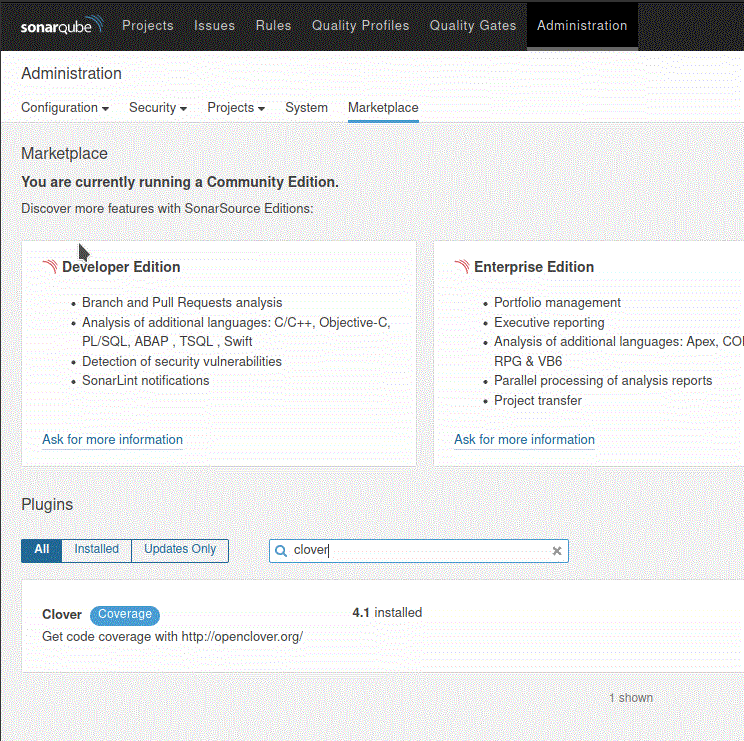 sonarqube Projects Issues Rules Quality Profiles Quality Gates Administration
Administration
Configuration Security Projects System Marketplace
Marketplace
You are currently running a Community Edition.
Discover more features with SonarSource Editions:
Developer Edition
Branch and Pull Requests analysis
Analysis of additional languages: C/C++, Objective-C,
PL/SQL, ABAP , TSQL , Swift
Detection of security vulnerabilities
SonarLint notifications
Ask for more information
Enterprise Edition
Portfolio management
Executive reporting
Analysis of additional languages: Apex,
RPG & VB6
Parallel processing of analysis reports
Project transfer
Ask for more information
Plugins
All Installed Updates Only clover
Clover Coverage 4.1 installed
Get code coverage with http://openclover.org/
1 shown